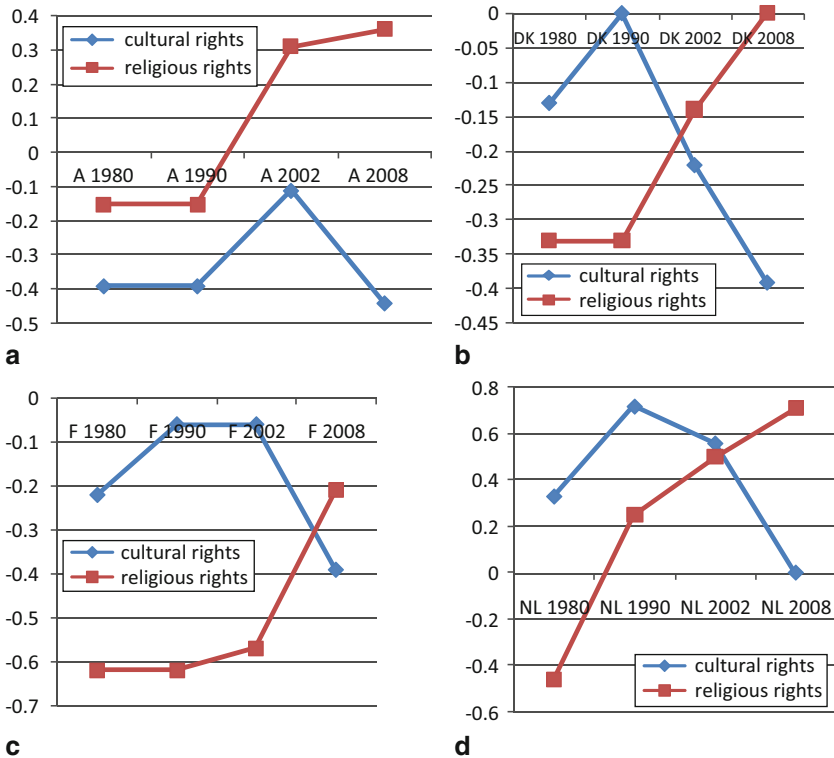 0.4
cultural rights
0.3
religious rights
0.2
0.1
0
A 1980 A 1990 A 2002 A 2008
-0.1
-0.2
-0.3
-0.4
-0.5
a
0
DK 1980 DK 1990 DK 2002 DK 2008
-0.05
-0.1
-0.15
-0.2
-0.25
-0.3
-0.35
cultural rights
-0.4
religious rights
-0.45
b
0
F 1980 F 1990 F 2002 F 2008
-0.1
-0.2
-0.3
-0.4
cultural rights
-0.5
religious rights
-0.6
-0.7
c
0.8
0.6
0.4
0.2
0
NL 1980 NL 1990 NL 2002 NL 2008
-0.2
-0.4
cultural rights
religious rights
-0.6
d